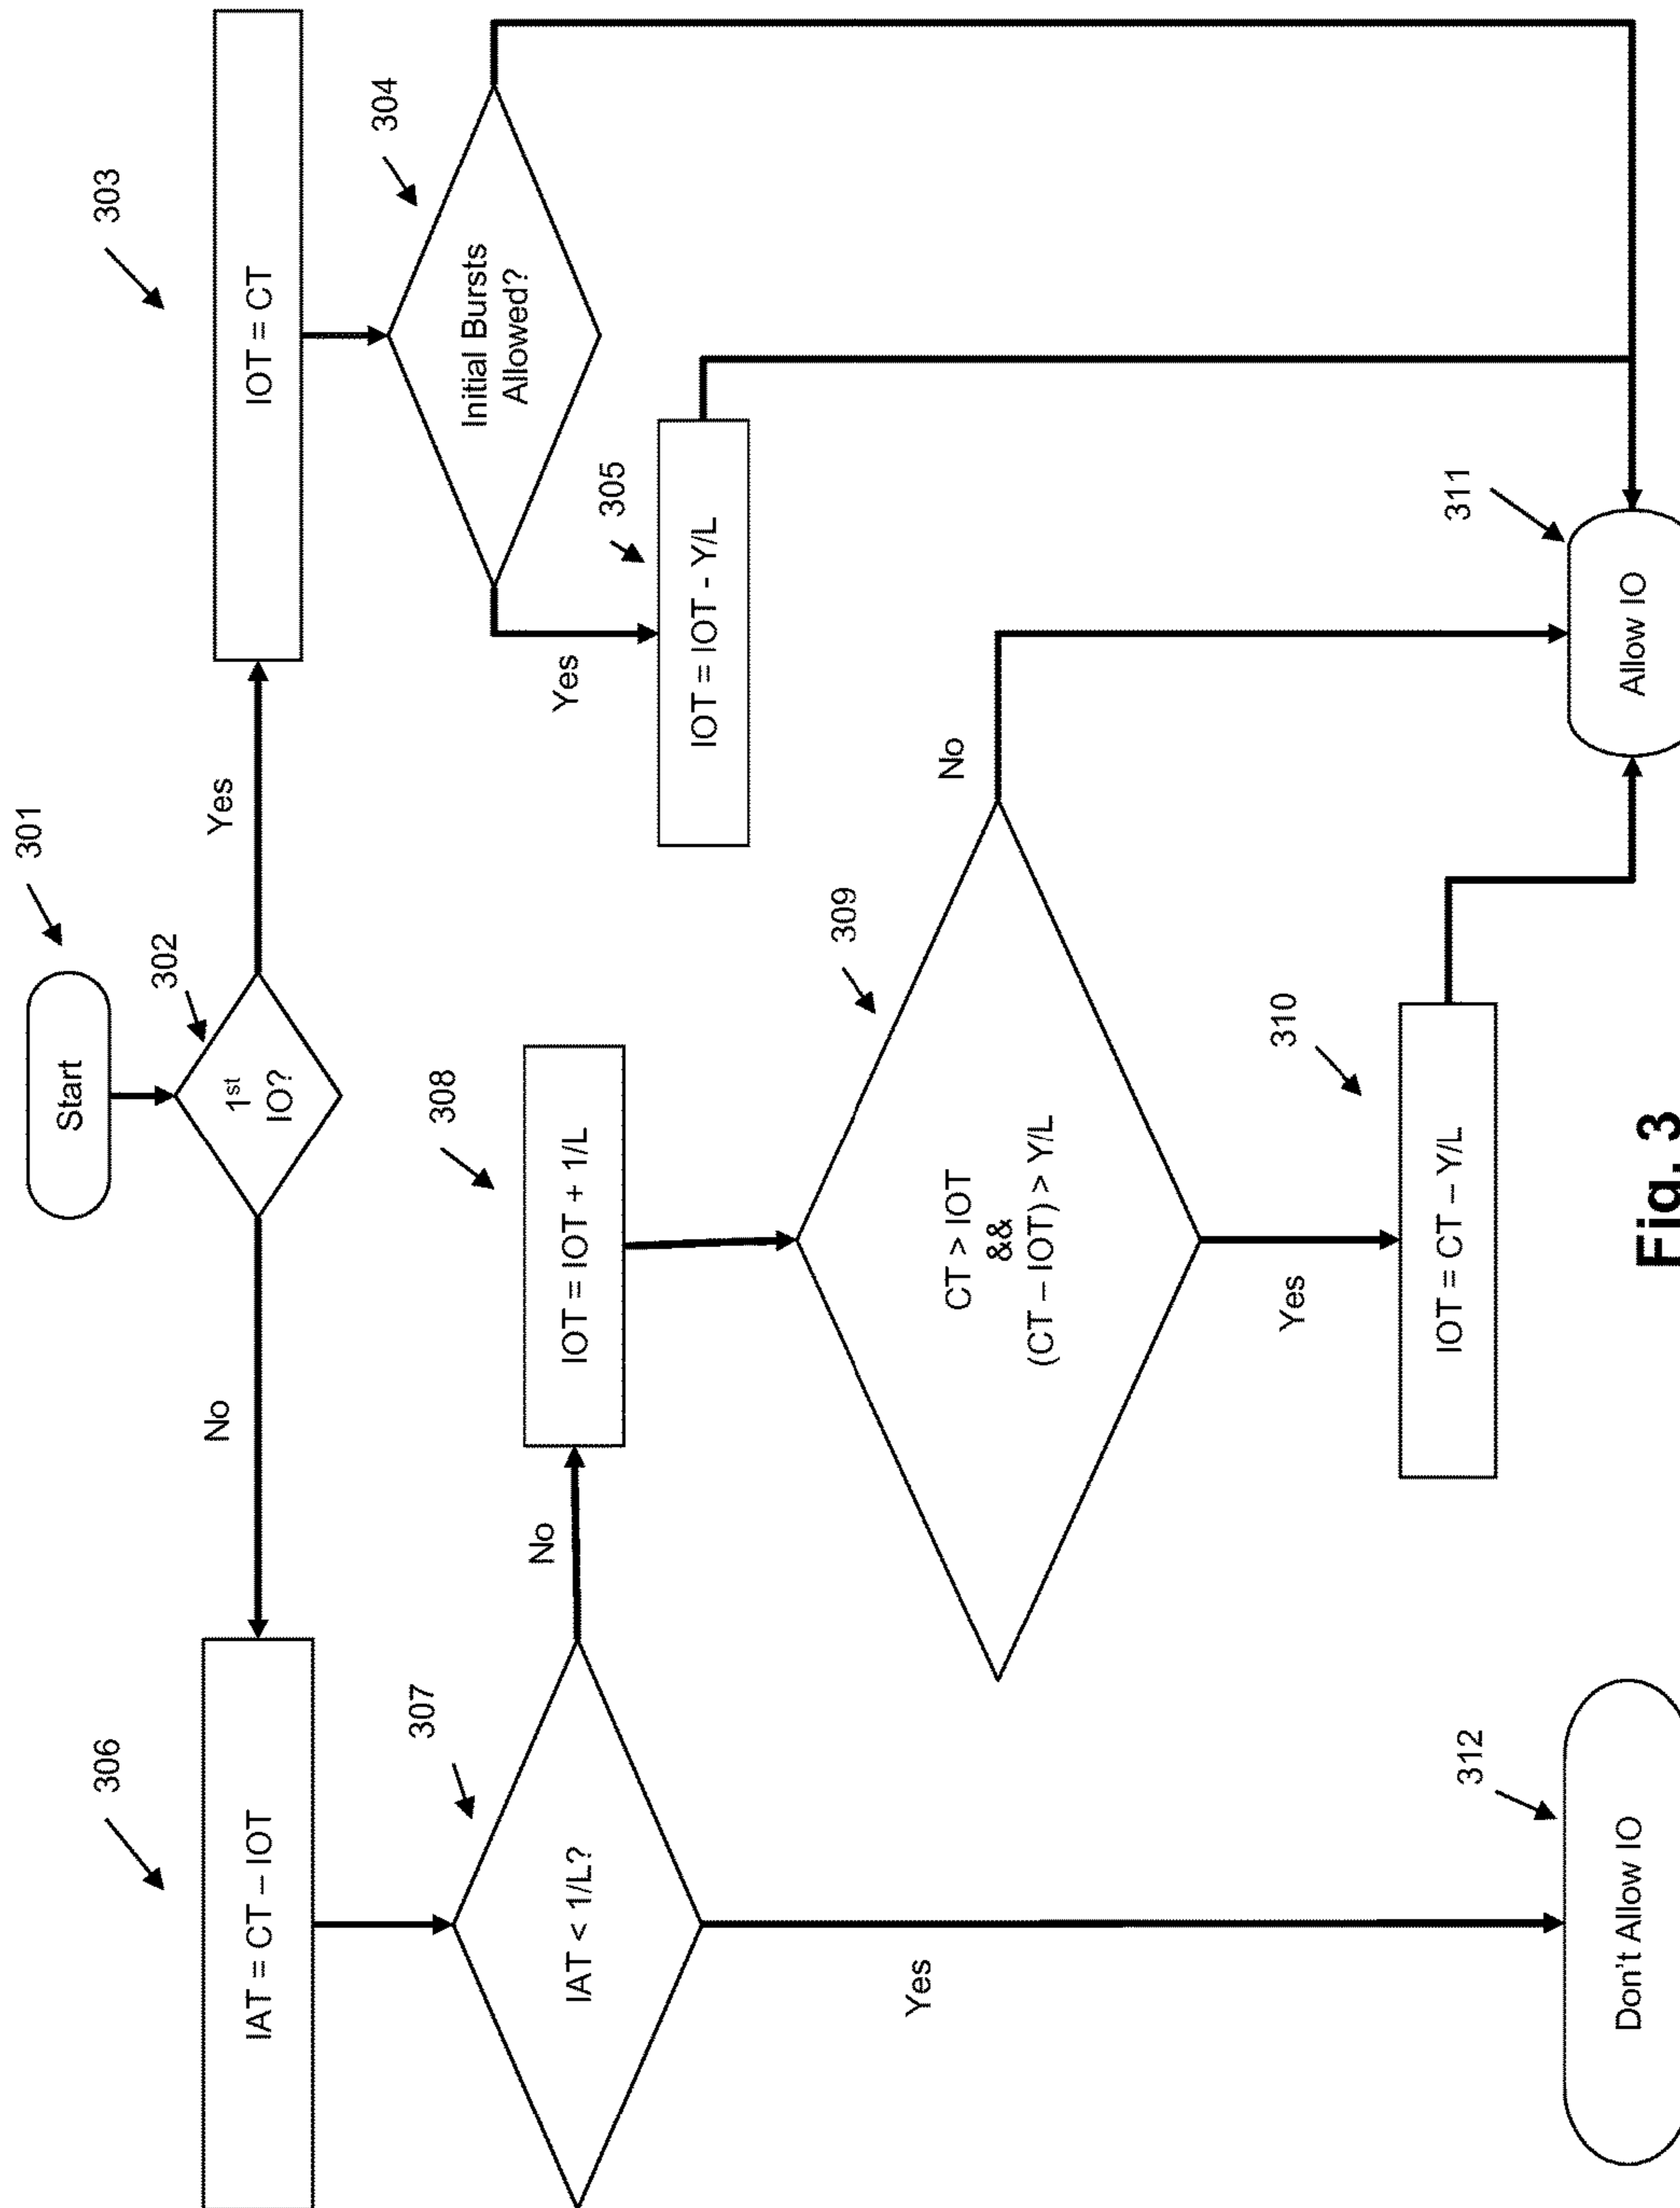 301
Start
302
1st
IO?
No
Yes
306
IAT = CT – IOT
303
IOT = CT
307
IAT < 1/L?
No
Yes
308
IOT = IOT + 1/L
304
Initial Bursts
Allowed?
Yes
305
IOT = IOT - Y/L
309
CT > IOT
&&
(CT – IOT) > Y/L
No
Yes
310
IOT = CT – Y/L
312
Don't Allow IO
311
Allow IO
Fig. 3